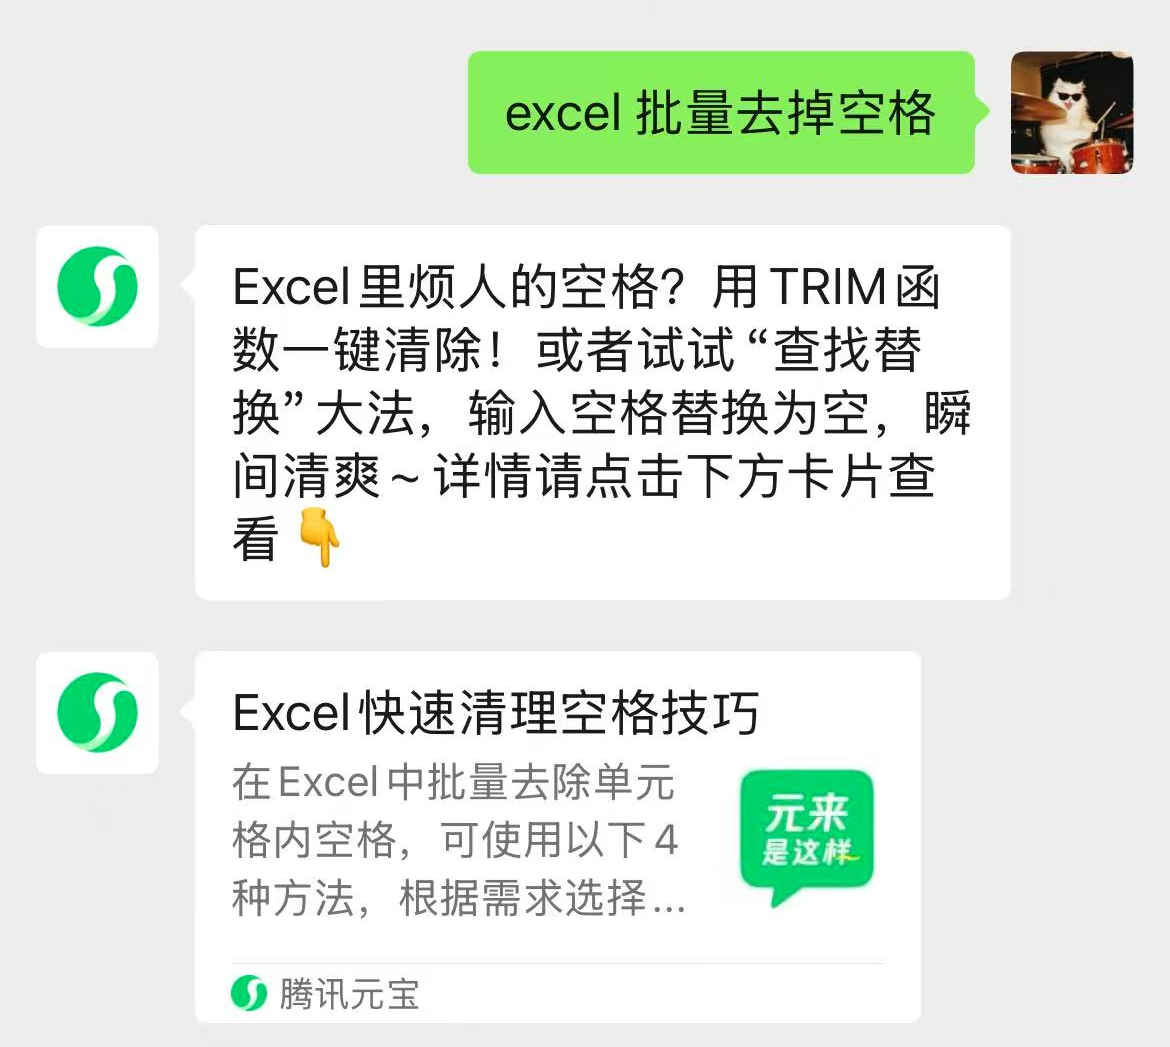 excel 批量去掉空格
Excel里烦人的空格？用TRIM函
数一键清除！或者试试“查找替
换”大法，输入空格替换为空，瞬
间清爽~详情请点击下方卡片查
看👇
Excel快速清理空格技巧
在Excel中批量去除单元
格内空格，可使用以下4
种方法，根据需求选择...
元来
是这样
腾讯元宝